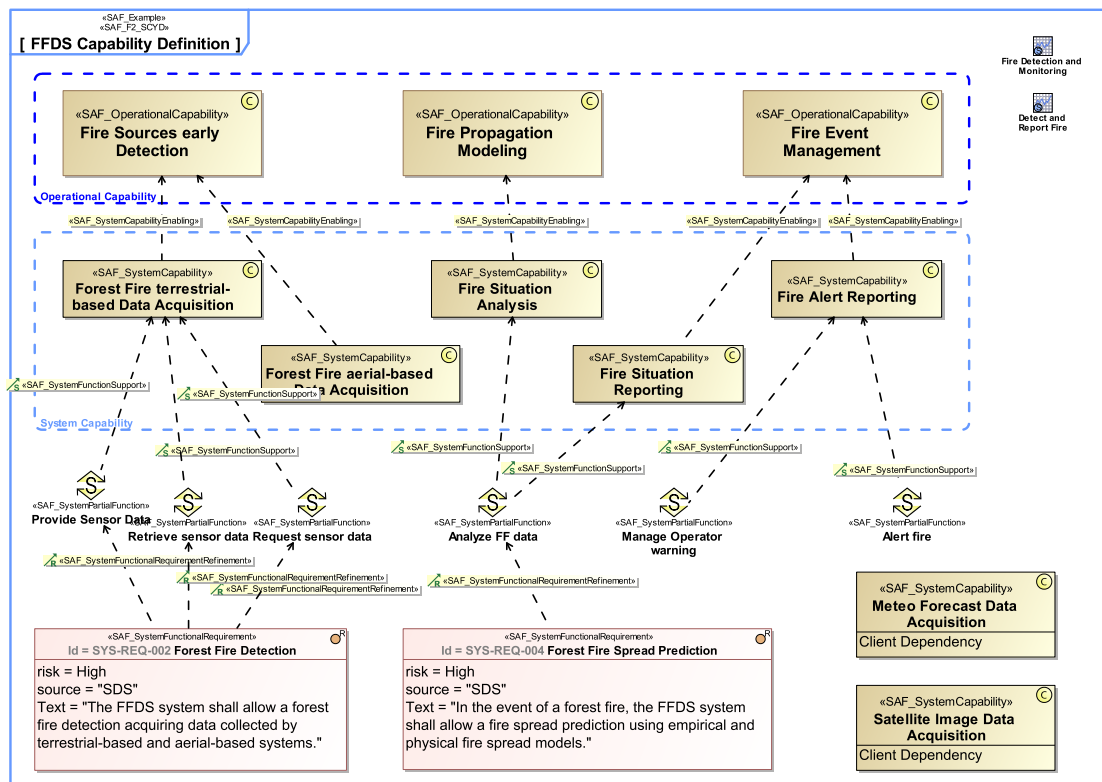 «SAF_Example»
«SAF_F2_SCYD»
[ FFDS Capability Definition ]
Fire Detection and
Monitoring
Detect and
Report Fire
C
«SAF_OperationalCapability»
Fire Sources early
Detection
C
«SAF_OperationalCapability»
Fire Propagation
Modeling
C
«SAF_OperationalCapability»
Fire Event
Management
Operational Capability
«SAF_SystemCapabilityEnabling»
«SAF_SystemCapabilityEnabling»
«SAF_SystemCapabilityEnabling»
«SAF_SystemCapabilityEnabling»
«SAF_SystemCapabilityEnabling»
C
«SAF_SystemCapability»
Forest Fire terrestrial-
based Data Acquisition
C
«SAF_SystemCapability»
Fire Situation
Analysis
C
«SAF_SystemCapability»
Fire Alert Reporting
C
«SAF_SystemCapability»
Forest Fire aerial-based
Data Acquisition
C
«SAF_SystemCapability»
Fire Situation
Reporting
S «SAF_SystemFunctionSupport»
S «SAF_SystemFunctionSupport»
System Capability
S «SAF_SystemFunctionSupport»
S «SAF_SystemFunctionSupport»
S «SAF_SystemFunctionSupport»
S «SAF_SystemFunctionSupport»
S «SAF_SystemFunctionSupport»
S
«SAF_SystemPartialFunction»
Provide Sensor Data
S
«SAF_SystemPartialFunction»
Retrieve sensor data
S
«SAF_SystemPartialFunction»
Request sensor data
S
«SAF_SystemPartialFunction»
Analyze FF data
S
«SAF_SystemPartialFunction»
Manage Operator
warning
S
«SAF_SystemPartialFunction»
Alert fire
R «SAF_SystemFunctionalRequirementRefinement»
R «SAF_SystemFunctionalRequirementRefinement»
R «SAF_SystemFunctionalRequirementRefinement»
R «SAF_SystemFunctionalRequirementRefinement»
R
«SAF_SystemFunctionalRequirement»
Id = SYS-REQ-002 Forest Fire Detection
risk = High
source = "SDS"
Text = "The FFDS system shall allow a forest
fire detection acquiring data collected by
terrestrial-based and aerial-based systems."
R
«SAF_SystemFunctionalRequirement»
Id = SYS-REQ-004 Forest Fire Spread Prediction
risk = High
source = "SDS"
Text = "In the event of a forest fire, the FFDS system
shall allow a fire spread prediction using empirical and
physical fire spread models."
C
«SAF_SystemCapability»
Meteo Forecast Data
Acquisition
Client Dependency
C
«SAF_SystemCapability»
Satellite Image Data
Acquisition
Client Dependency